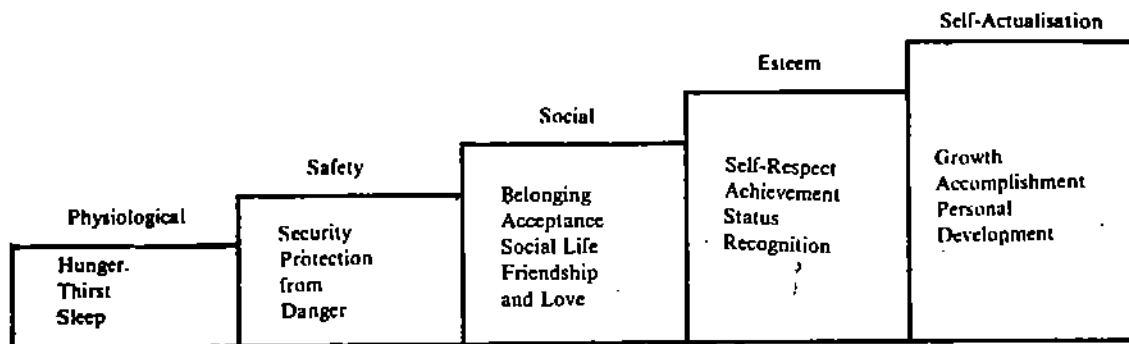 Self-Actualisation
Esteem
Social
Safety
Physiological
Hunger.
Thirst
Sleep
Security
Protection
from
Danger
Belonging
Acceptance
Social Life
Friendship
and Love
Self-Respect
Achievement
Status
Recognition
Growth
Accomplishment
Personal
Development